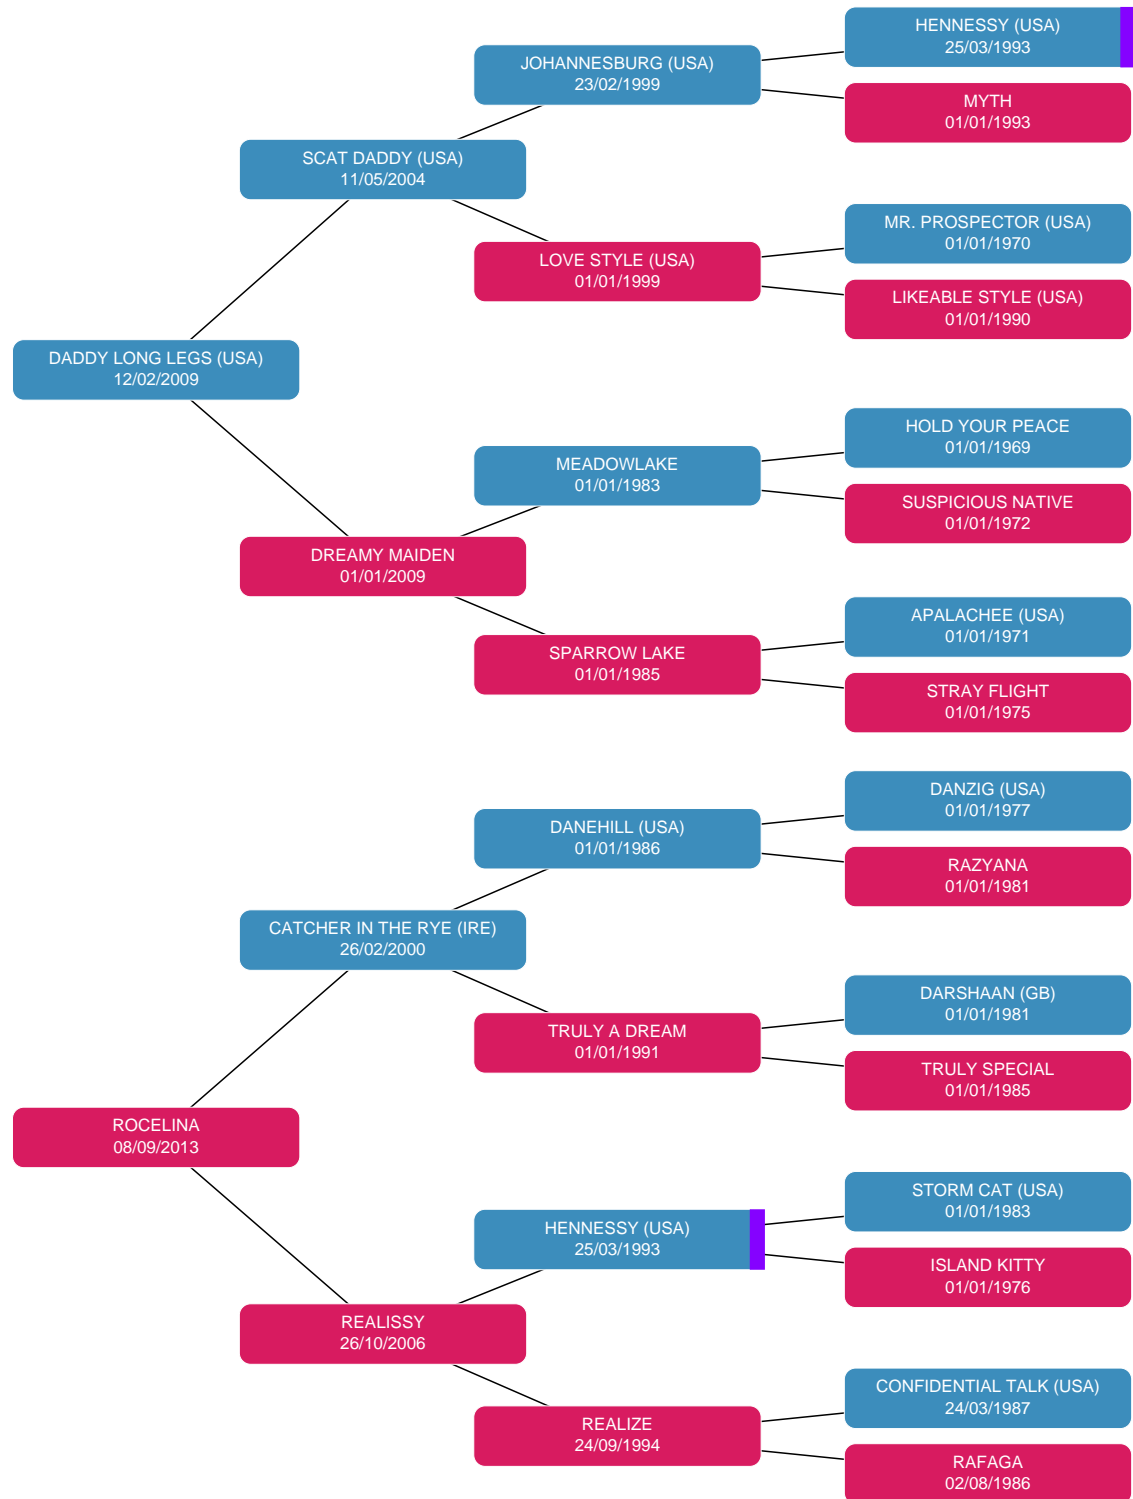 HENNESSY (USA)
25/03/1993
JOHANNESBURG (USA)
23/02/1999
MYTH
01/01/1993
SCAT DADDY (USA)
11/05/2004
MR. PROSPECTOR (USA)
01/01/1970
LOVE STYLE (USA)
01/01/1999
LIKEABLE STYLE (USA)
01/01/1990
DADDY LONG LEGS (USA)
12/02/2009
HOLD YOUR PEACE
01/01/1969
MEADOWLAKE
01/01/1983
SUSPICIOUS NATIVE
01/01/1972
DREAMY MAIDEN
01/01/2009
APALACHEE (USA)
01/01/1971
SPARROW LAKE
01/01/1985
STRAY FLIGHT
01/01/1975
DANZIG (USA)
01/01/1977
DANEHILL (USA)
01/01/1986
RAZYANA
01/01/1981
CATCHER IN THE RYE (IRE)
26/02/2000
DARSHAAN (GB)
01/01/1981
TRULY A DREAM
01/01/1991
TRULY SPECIAL
01/01/1985
ROCELINA
08/09/2013
STORM CAT (USA)
01/01/1983
HENNESSY (USA)
25/03/1993
ISLAND KITTY
01/01/1976
REALISSY
26/10/2006
CONFIDENTIAL TALK (USA)
24/03/1987
REALIZE
24/09/1994
RAFAGA
02/08/1986